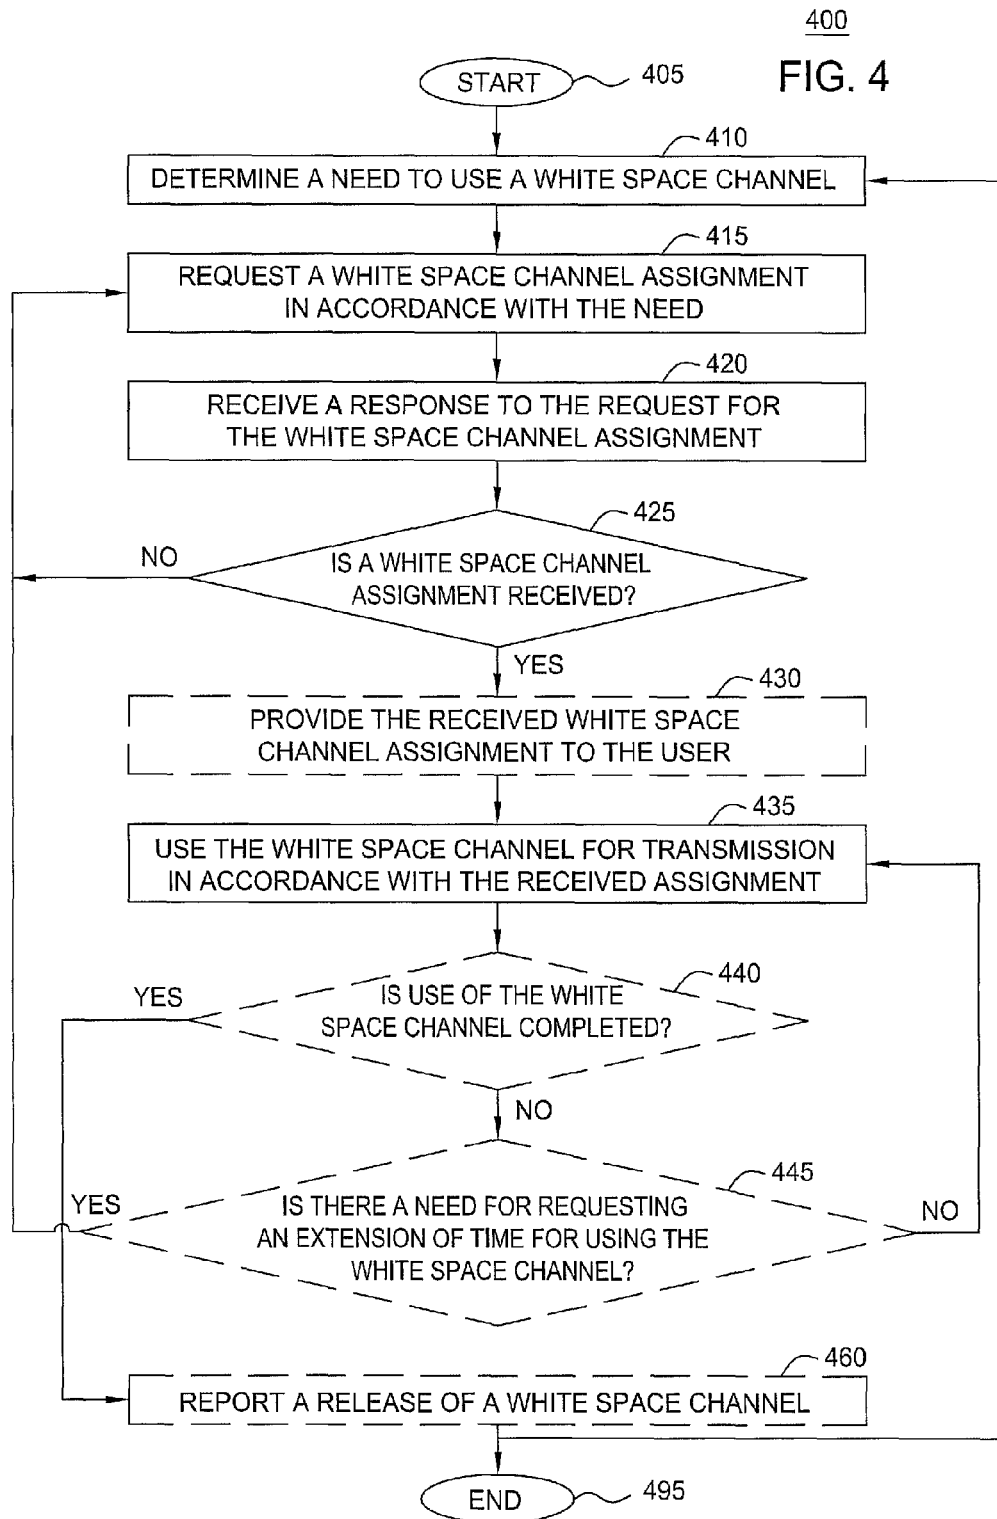 400
FIG. 4
START
405
410
DETERMINE A NEED TO USE A WHITE SPACE CHANNEL
415
REQUEST A WHITE SPACE CHANNEL ASSIGNMENT
IN ACCORDANCE WITH THE NEED
420
RECEIVE A RESPONSE TO THE REQUEST FOR
THE WHITE SPACE CHANNEL ASSIGNMENT
425
NO
IS A WHITE SPACE CHANNEL
ASSIGNMENT RECEIVED?
YES
430
PROVIDE THE RECEIVED WHITE SPACE
CHANNEL ASSIGNMENT TO THE USER
435
USE THE WHITE SPACE CHANNEL FOR TRANSMISSION
IN ACCORDANCE WITH THE RECEIVED ASSIGNMENT
440
YES
IS USE OF THE WHITE
SPACE CHANNEL COMPLETED?
NO
445
YES
IS THERE A NEED FOR REQUESTING
AN EXTENSION OF TIME FOR USING THE
WHITE SPACE CHANNEL?
NO
460
REPORT A RELEASE OF A WHITE SPACE CHANNEL
END
495